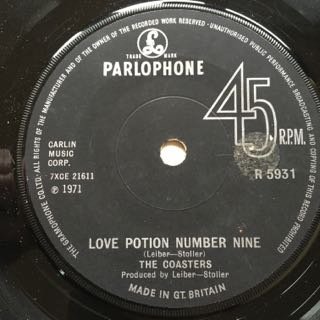 THE GRAMOPHONE CO. LTD. ALL RIGHTS OF THE MANUFACTURER AND OF THE OWNER OF THE RECORDED WORK RESERVED · UNAUTHORISED PUBLIC PERFORMANCE BROADCASTING AND COPYING OF THIS RECORD PROHIBITED
TRADE MARK
PARLOPHONE
45
R.P.M.
CARLIN
MUSIC
CORP.
7XCE 21611
℗ 1971
R 5931
LOVE POTION NUMBER NINE
(Leiber–Stoller)
THE COASTERS
Produced by Leiber–Stoller
MADE IN GT. BRITAIN